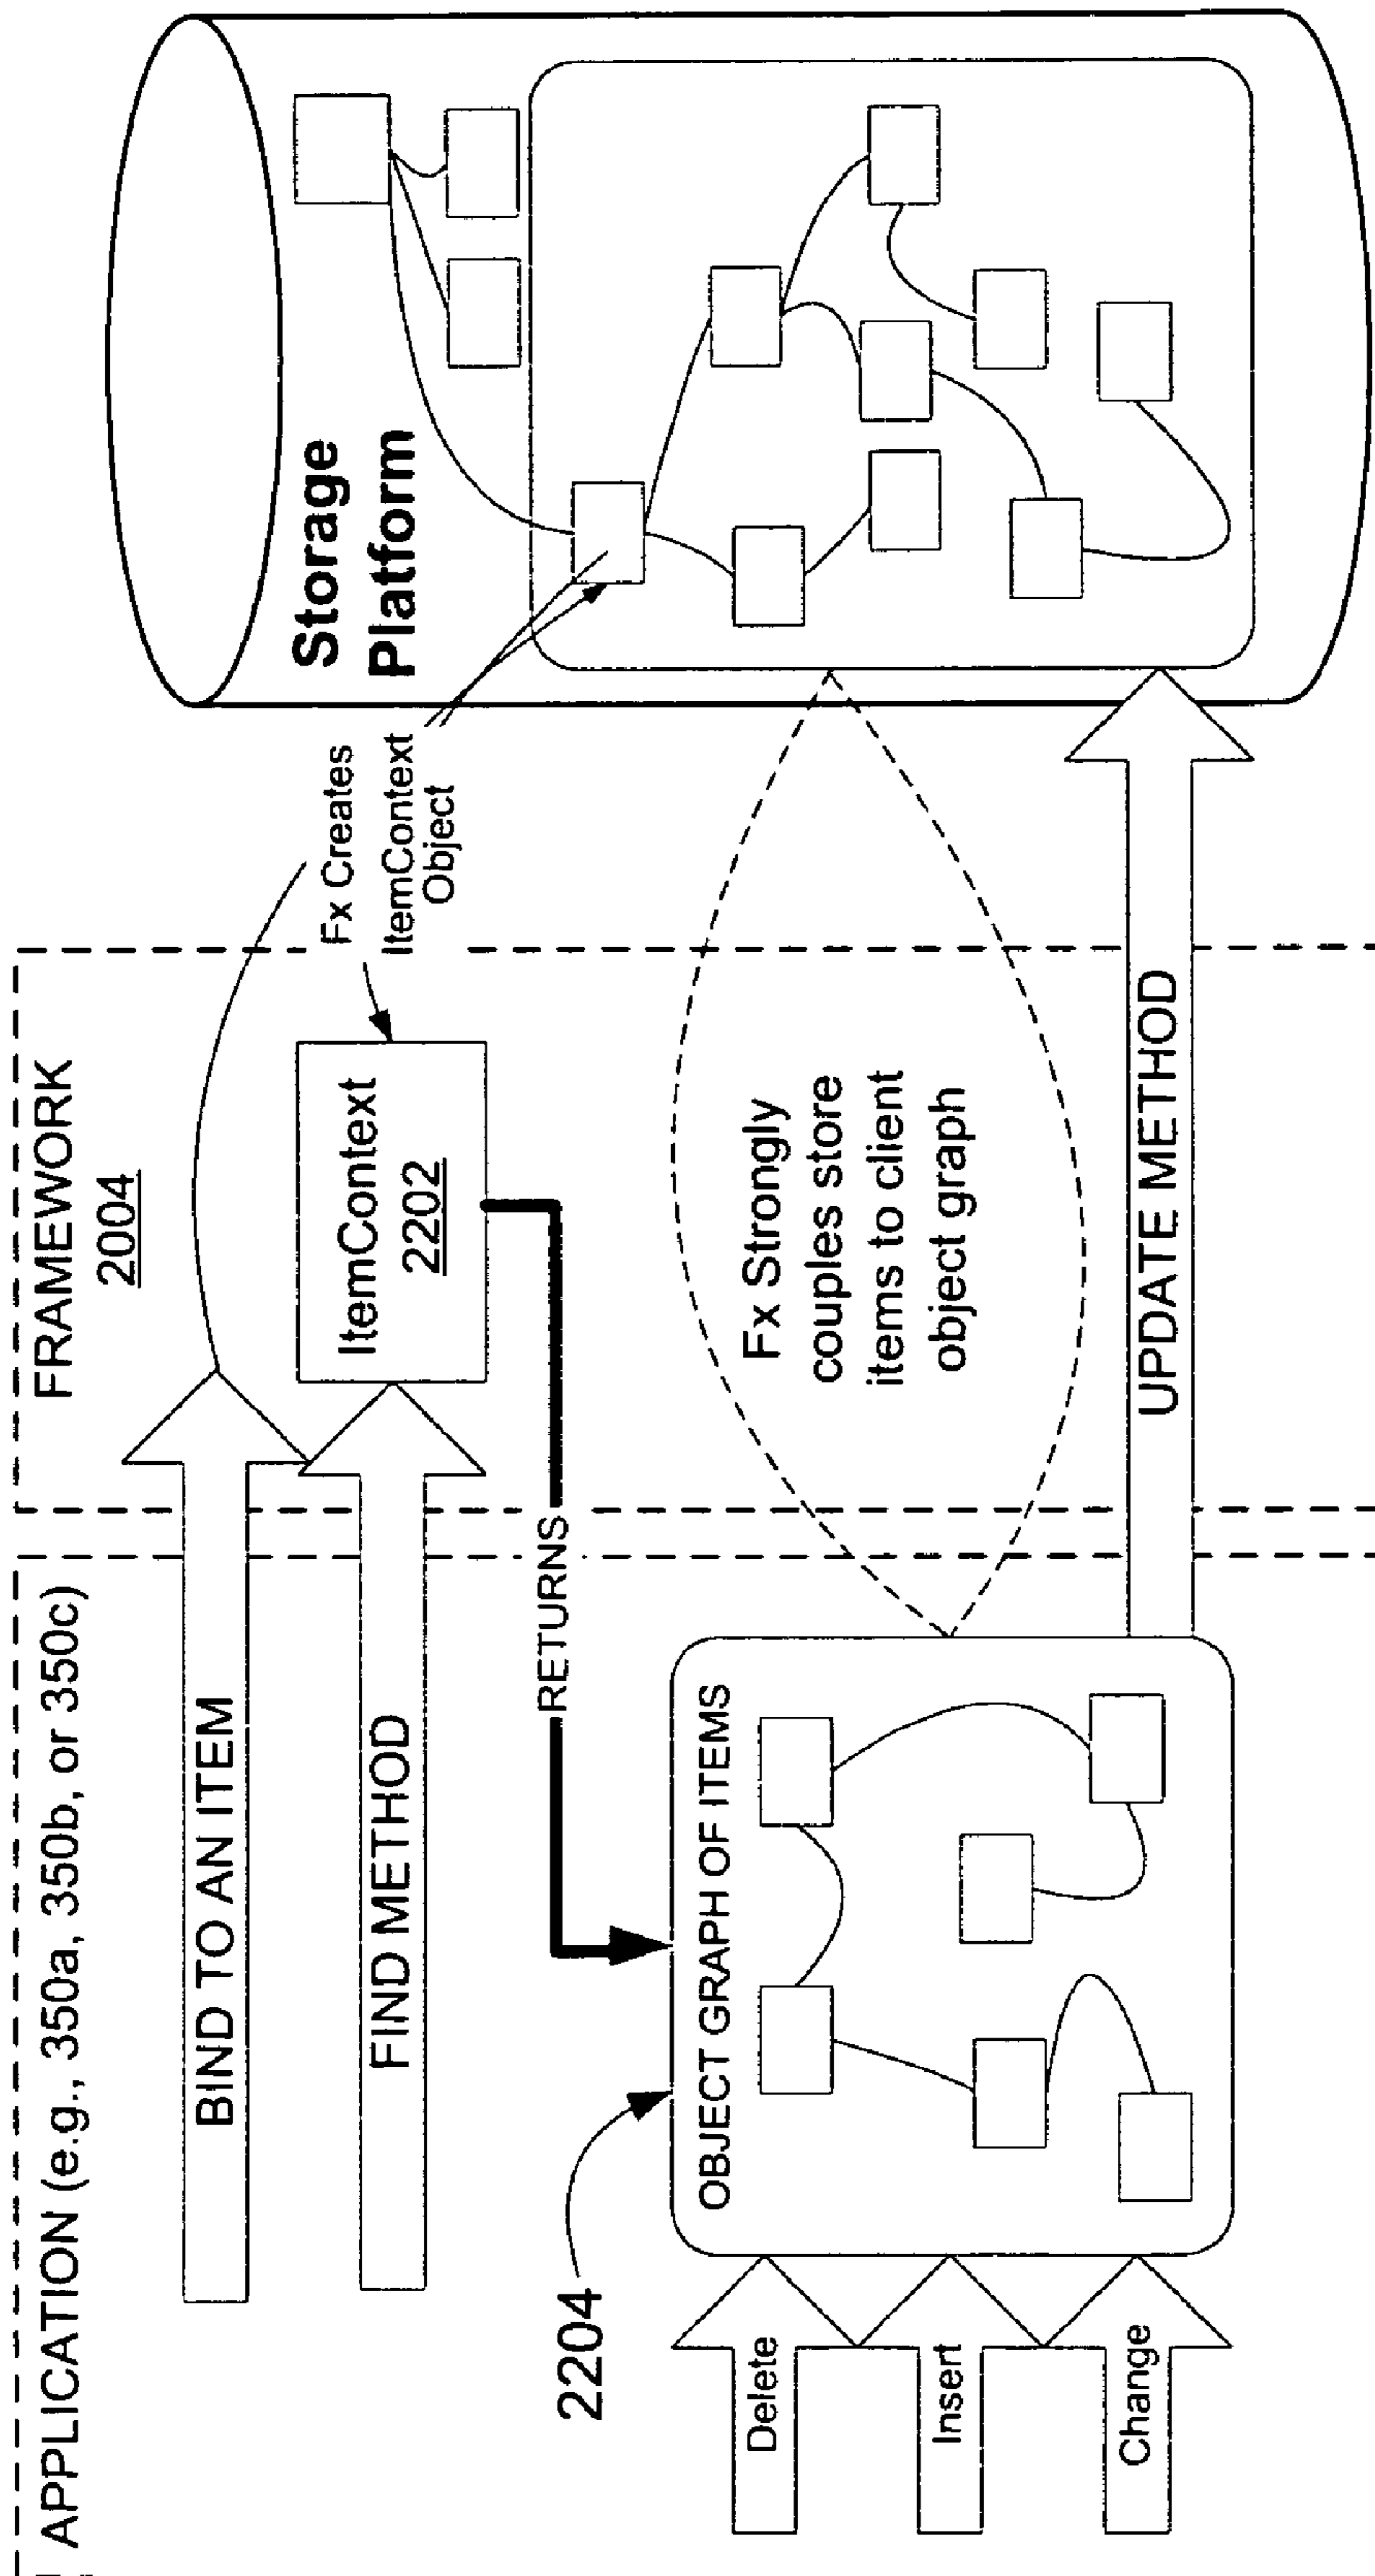 APPLICATION (e.g., 350a, 350b, or 350c)
BIND TO AN ITEM
FIND METHOD
RETURNS
2204
OBJECT GRAPH OF ITEMS
Delete
Insert
Change
FRAMEWORK
2004
ItemContext
2202
Fx Creates
ItemContext
Object
Fx Strongly
couples store
items to client
object graph
UPDATE METHOD
Storage
Platform